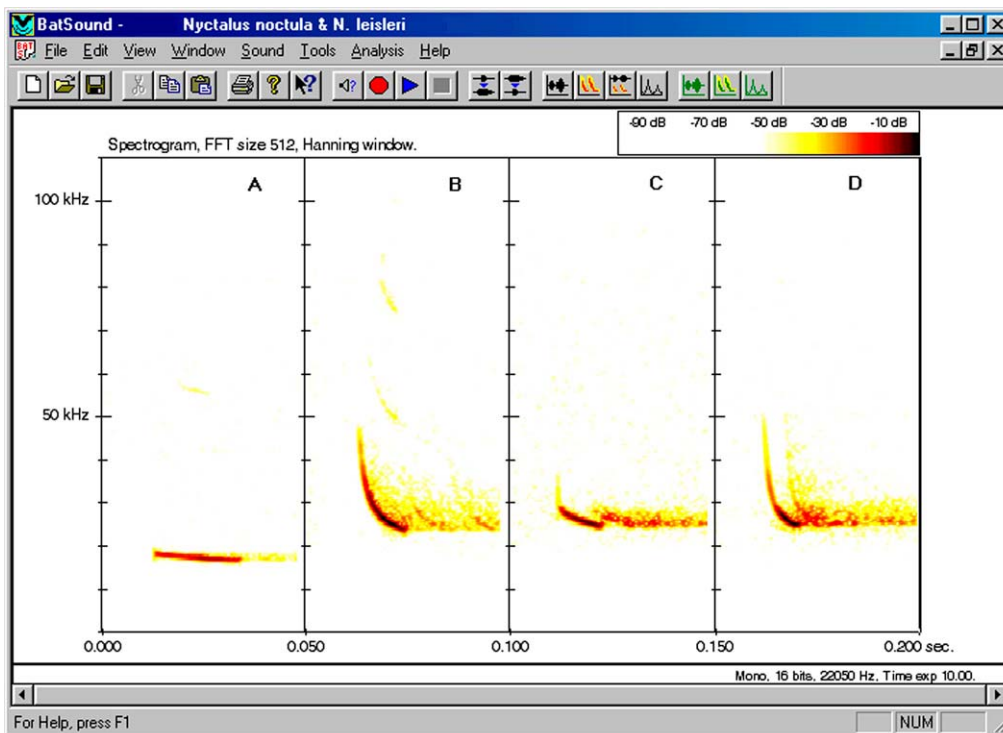 BatSound - Nyctalus noctula & N. leisleri
File Edit View Window Sound Tools Analysis Help
-90 dB -70 dB -50 dB -30 dB -10 dB
Spectrogram, FFT size 512, Hanning window.
A B C D
100 kHz
50 kHz
0.000 0.050 0.100 0.150 0.200 sec.
Mono, 16 bits, 22050 Hz, Time exp 10.00.
For Help, press F1 NUM